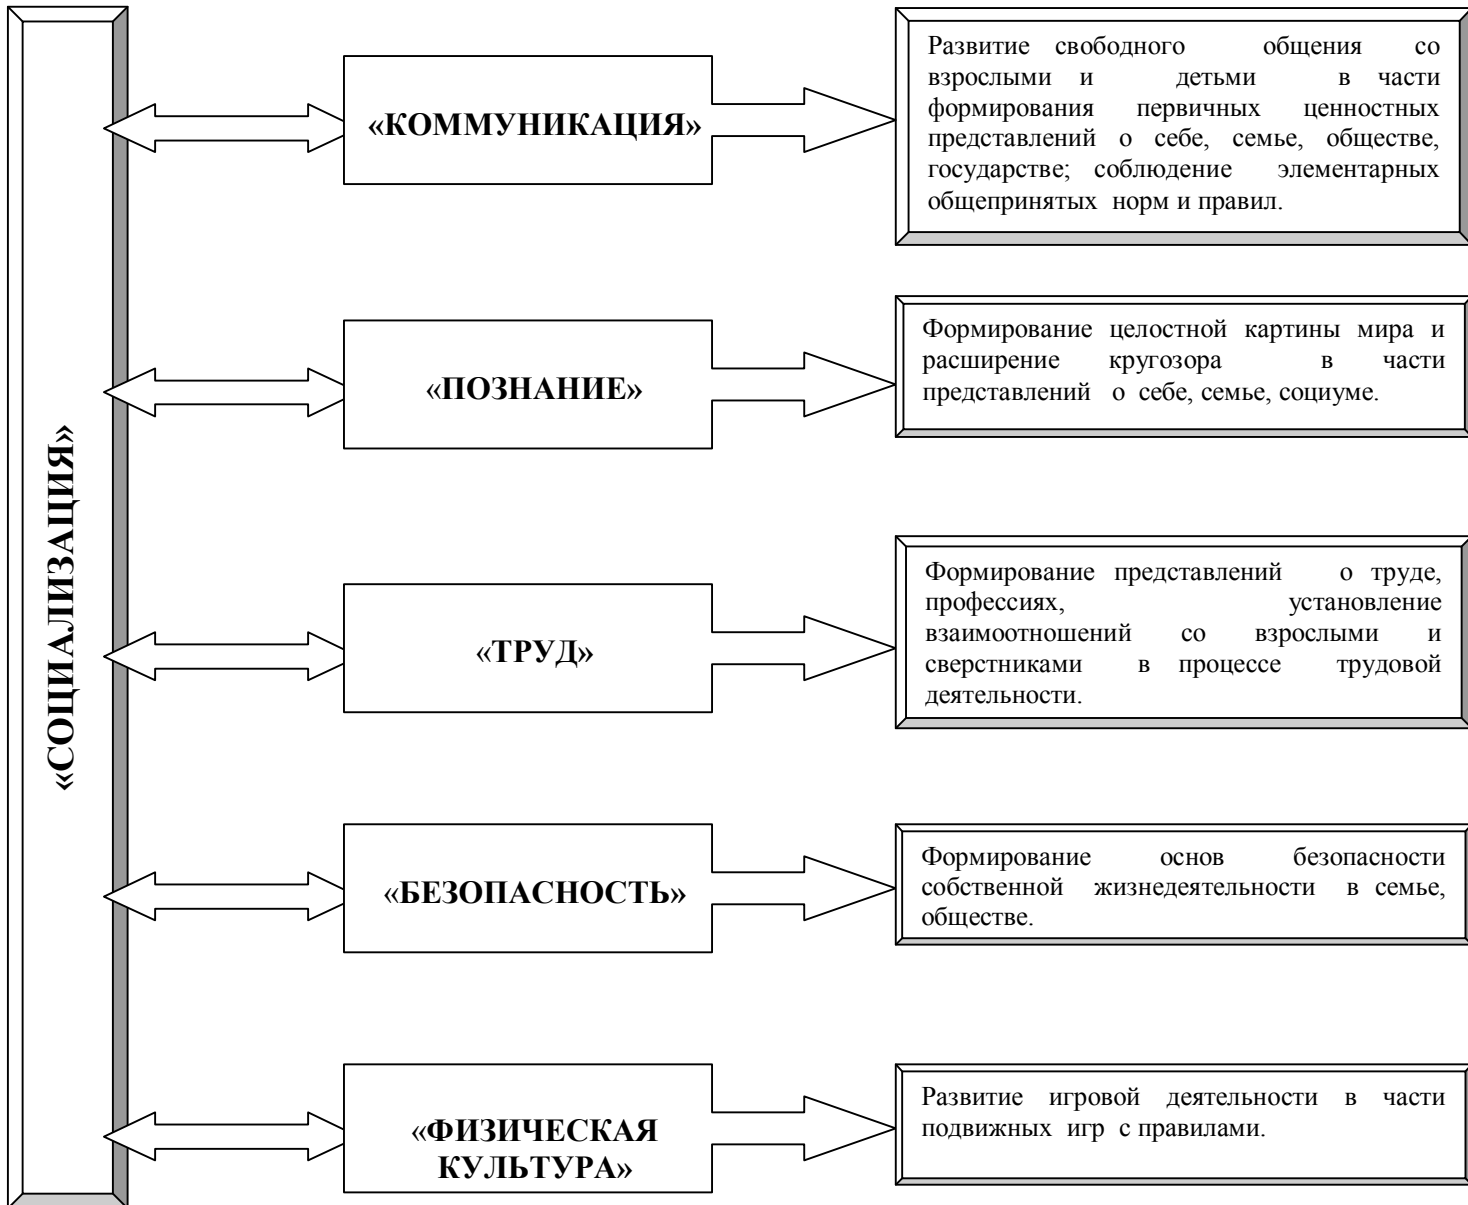 «СОЦИАЛИЗАЦИЯ»
«КОММУНИКАЦИЯ»
Развитие свободного общения со
взрослыми и детьми в части
формирования первичных ценностных
представлений о себе, семье, обществе,
государстве; соблюдение элементарных
общепринятых норм и правил.
«ПОЗНАНИЕ»
Формирование целостной картины мира и
расширение кругозора в части
представлений о себе, семье, социуме.
«ТРУД»
Формирование представлений о труде,
профессиях, установление
взаимоотношений со взрослыми и
сверстниками в процессе трудовой
деятельности.
«БЕЗОПАСНОСТЬ»
Формирование основ безопасности
собственной жизнедеятельности в семье,
обществе.
«ФИЗИЧЕСКАЯ
КУЛЬТУРА»
Развитие игровой деятельности в части
подвижных игр с правилами.